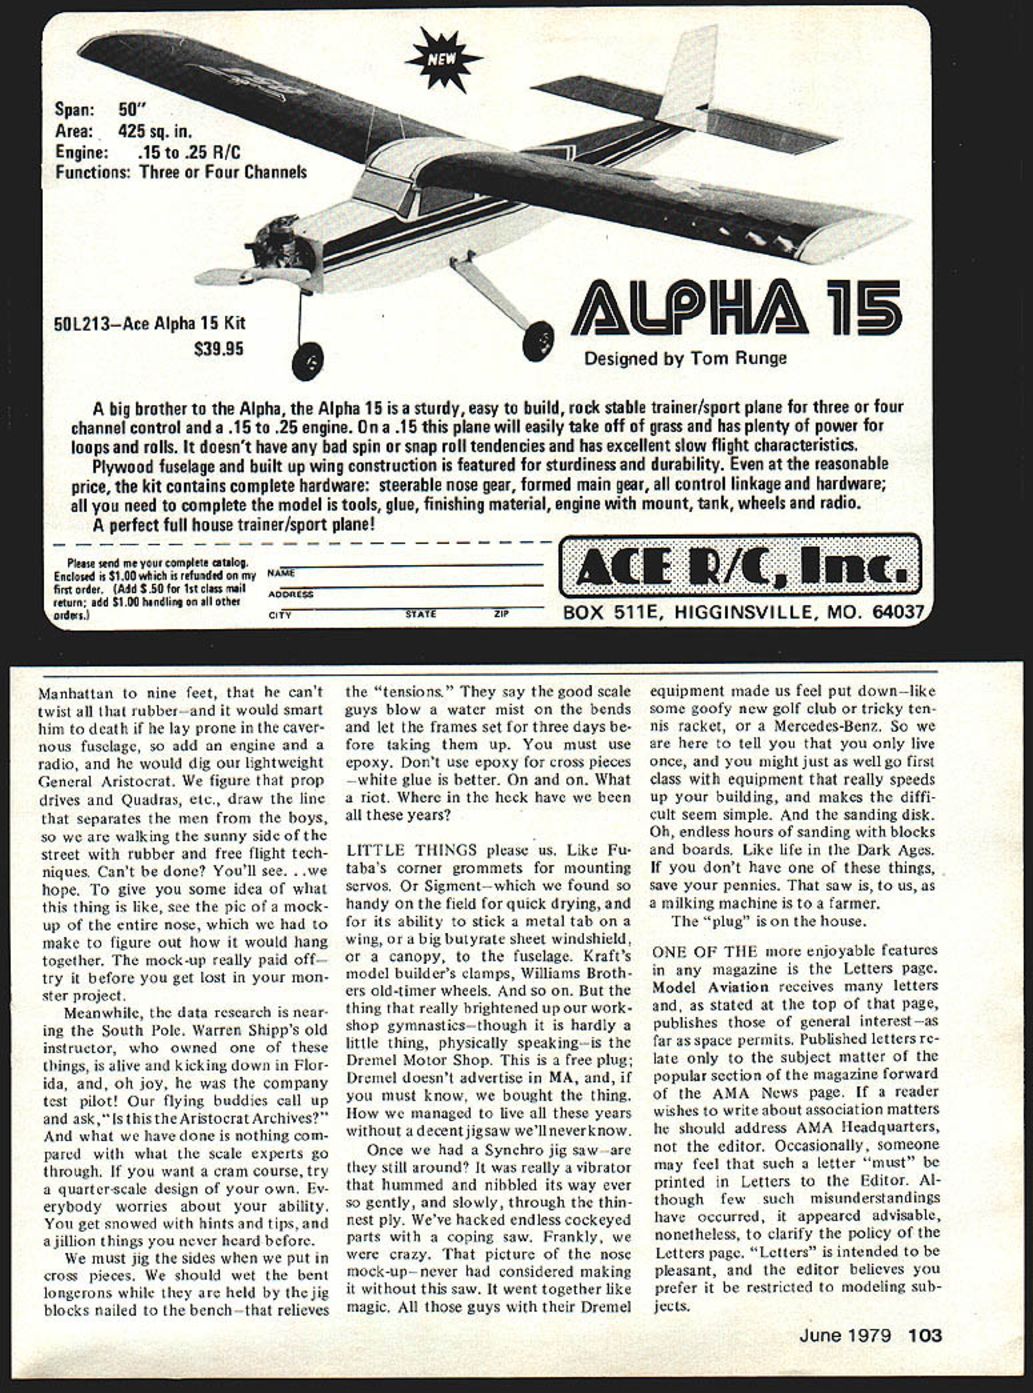 NEW
Span: 50"
Area: 425 sq. in.
Engine: .15 to .25 R/C
Functions: Three or Four Channels
50L213—Ace Alpha 15 Kit
$39.95
ALPHA 15
Designed by Tom Runge
A big brother to the Alpha, the Alpha 15 is a sturdy, easy to build, rock stable trainer/sport plane for three or four
channel control and a .15 to .25 engine. On a .15 this plane will easily take off of grass and has plenty of power for
loops and rolls. It doesn't have any bad spin or snap roll tendencies and has excellent slow flight characteristics.
Plywood fuselage and built up wing construction is featured for sturdiness and durability. Even at the reasonable
price, the kit contains complete hardware: steerable nose gear, formed main gear, all control linkage and hardware;
all you need to complete the model is tools, glue, finishing material, engine with mount, tank, wheels and radio.
A perfect full house trainer/sport plane!
Please send me your complete catalog.
Enclosed is $1.00 which is refunded on my
first order. (Add $.50 for 1st class mail
return; add $1.00 handling on all other
orders.)
NAME
ADDRESS
CITY STATE ZIP
ACE R/C, Inc.
BOX 511E, HIGGINSVILLE, MO. 64037
Manhattan to nine feet, that he can't
twist all that rubber—and it would smart
him to death if he lay prone in the caver-
nous fuselage, so add an engine and a
radio, and he would dig our lightweight
General Aristocrat. We figure that prop
drives and Quadras, etc., draw the line
that separates the men from the boys,
so we are walking the sunny side of the
street with rubber and free flight tech-
niques. Can't be done? You'll see. . .we
hope. To give you some idea of what
this thing is like, see the pic of a mock-
up of the entire nose, which we had to
make to figure out how it would hang
together. The mock-up really paid off—
try it before you get lost in your mon-
ster project.
Meanwhile, the data research is near-
ing the South Pole. Warren Shipp's old
instructor, who owned one of these
things, is alive and kicking down in Flor-
ida, and, oh joy, he was the company
test pilot! Our flying buddies call up
and ask, "Is this the Aristocrat Archives?"
And what we have done is nothing com-
pared with what the scale experts go
through. If you want a cram course, try
a quarter-scale design of your own. Ev-
erybody worries about your ability.
You get snowed with hints and tips, and
a jillion things you never heard before.
We must jig the sides when we put in
cross pieces. We should wet the bent
longerons while they are held by the jig
blocks nailed to the bench—that relieves
the "tensions." They say the good scale
guys blow a water mist on the bends
and let the frames set for three days be-
fore taking them up. You must use
epoxy. Don't use epoxy for cross pieces
—white glue is better. On and on. What
a riot. Where in the heck have we been
all these years?
LITTLE THINGS please us. Like Fu-
taba's corner grommets for mounting
servos. Or Sigment—which we found so
handy on the field for quick drying, and
for its ability to stick a metal tab on a
wing, or a big butyrate sheet windshield,
or a canopy, to the fuselage. Kraft's
model builder's clamps, Williams Broth-
ers old-timer wheels. And so on. But the
thing that really brightened up our work-
shop gymnastics—though it is hardly a
little thing, physically speaking—is the
Dremel Motor Shop. This is a free plug;
Dremel doesn't advertise in MA, and, if
you must know, we bought the thing.
How we managed to live all these years
without a decent jigsaw we'll never know.
Once we had a Synchro jig saw—are
they still around? It was really a vibrator
that hummed and nibbled its way ever
so gently, and slowly, through the thin-
nest ply. We've hacked endless cockeyed
parts with a coping saw. Frankly, we
were crazy. That picture of the nose
mock-up—never had considered making
it without this saw. It went together like
magic. All those guys with their Dremel
equipment made us feel put down—like
some goofy new golf club or tricky ten-
nis racket, or a Mercedes-Benz. So we
are here to tell you that you only live
once, and you might just as well go first
class with equipment that really speeds
up your building, and makes the diffi-
cult seem simple. And the sanding disk.
Oh, endless hours of sanding with blocks
and boards. Like life in the Dark Ages.
If you don't have one of these things,
save your pennies. That saw is, to us, as
a milking machine is to a farmer.
The "plug" is on the house.
ONE OF THE more enjoyable features
in any magazine is the Letters page.
Model Aviation receives many letters
and, as stated at the top of that page,
publishes those of general interest—as
far as space permits. Published letters re-
late only to the subject matter of the
popular section of the magazine forward
of the AMA News page. If a reader
wishes to write about association matters
he should address AMA Headquarters,
not the editor. Occasionally, someone
may feel that such a letter "must" be
printed in Letters to the Editor. Al-
though few such misunderstandings
have occurred, it appeared advisable,
nonetheless, to clarify the policy of the
Letters page. "Letters" is intended to be
pleasant, and the editor believes you
prefer it be restricted to modeling sub-
jects.
June 1979 103